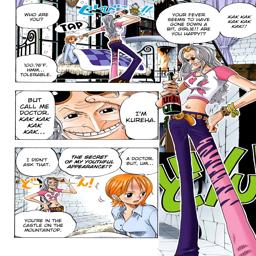 WHO
ARE YOU?
TAP
100.76°F.
HMM...
TOLERABLE.
YOUR FEVER
SEEMS TO HAVE
GONE DOWN A
BIT, GIRLIE!! ARE
YOU HAPPY!?
KAK
KAK KAK
KAK...
BUT
CALL ME
DOCTOR.
KAK KAK
KAK
KAK...
I'M
KUREHA.
I DIDN'T
ASK THAT.
THE SECRET
OF MY YOUTHFUL
APPEARANCE!?
A DOCTOR.
BUT, UM...
YOU'RE IN THE
CASTLE ON THE
MOUNTAINTOP.